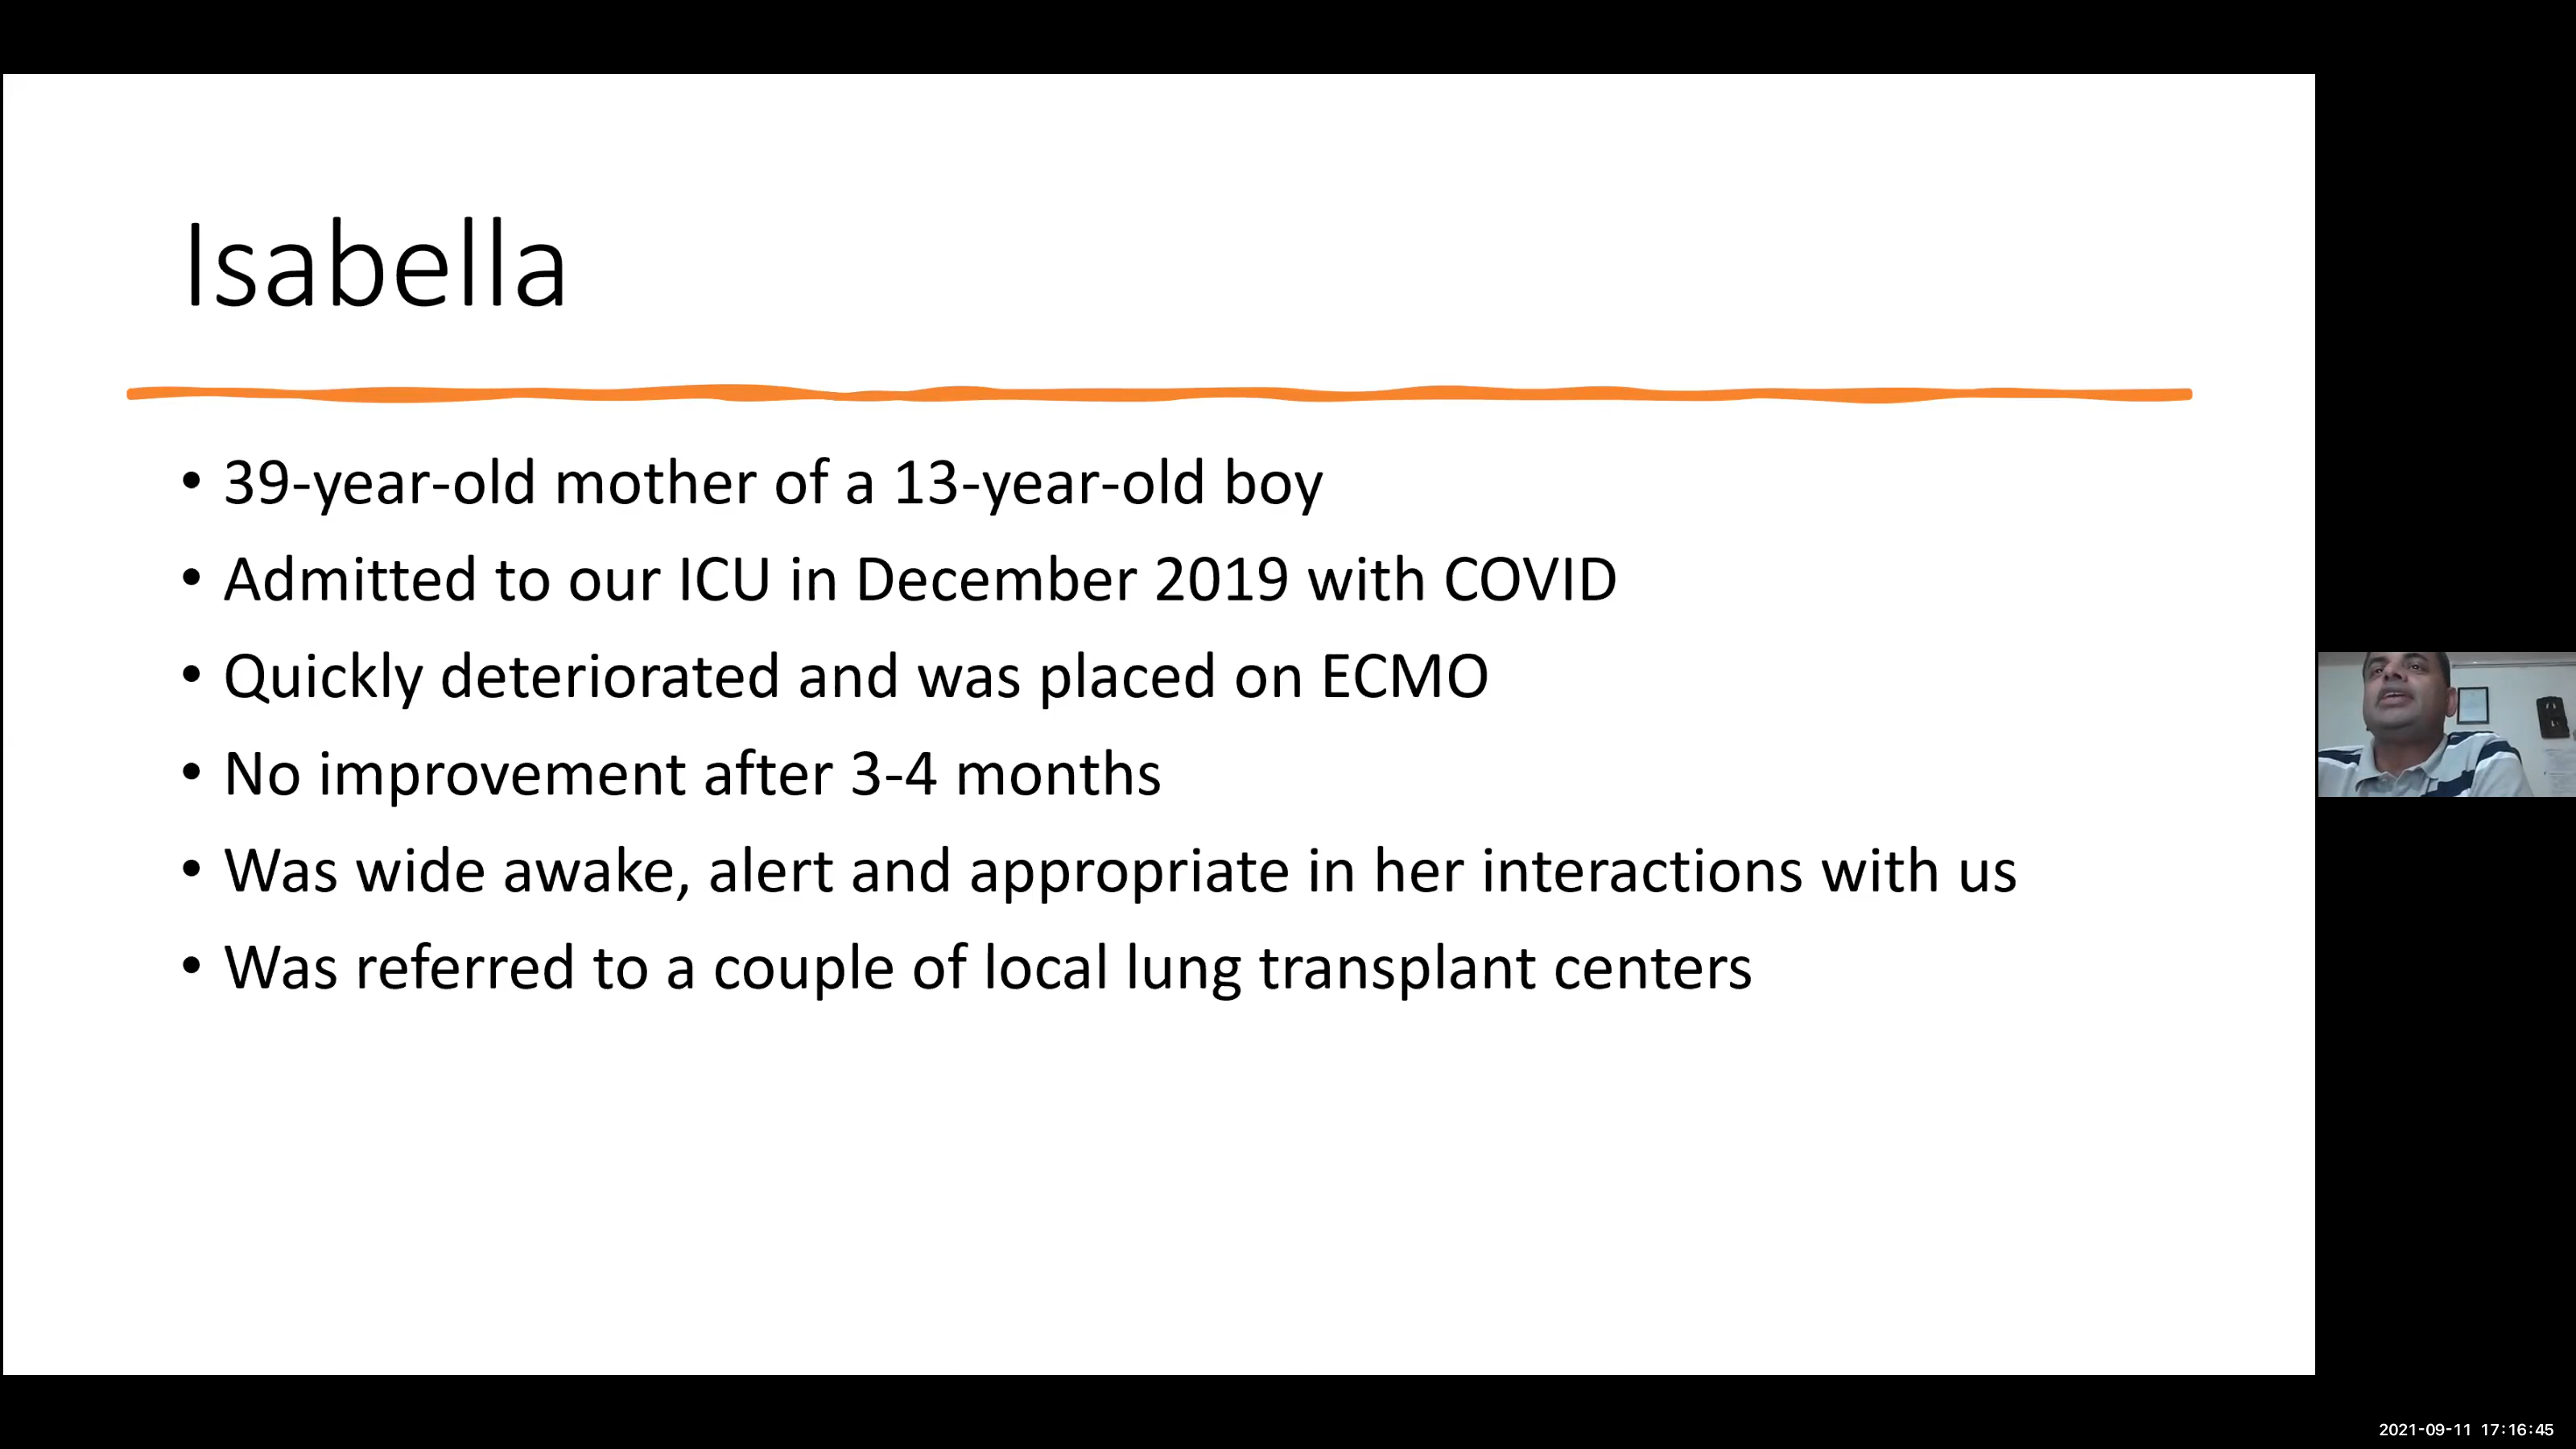 Isabella
• 39-year-old mother of a 13-year-old boy
• Admitted to our ICU in December 2019 with COVID
• Quickly deteriorated and was placed on ECMO
• No improvement after 3-4 months
• Was wide awake, alert and appropriate in her interactions with us
• Was referred to a couple of local lung transplant centers
2021-09-11 17:16:45